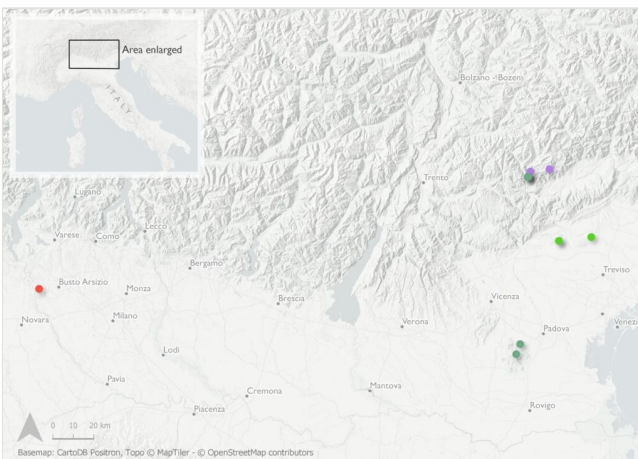 Area enlarged
ITALY
Bolzano - Bozen
Trento
Lugano
Varese
Como
Lecco
Bergamo
Treviso
Busto Arsizio
Monza
Brescia
Vicenza
Novara
Milano
Verona
Padova
Venezi
Lodi
Pavia
Cremona
Mantova
Piacenza
Rovigo
0 10 20 km
Basemap: CartoDB Positron, Topo © MapTiler - © OpenStreetMap contributors